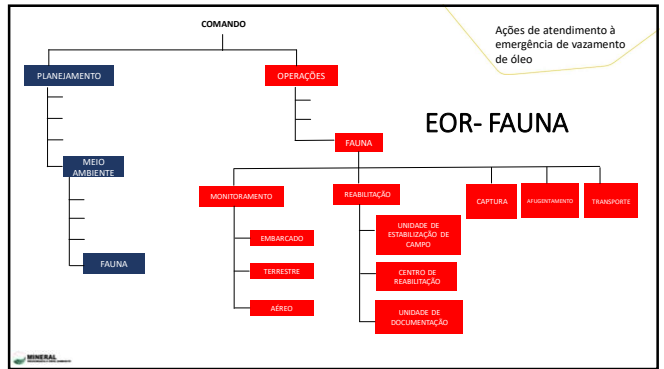 COMANDO
Ações de atendimento à
emergência de vazamento
de óleo
PLANEJAMENTO
OPERAÇÕES
EOR- FAUNA
FAUNA
MEIO
AMBIENTE
MONITORAMENTO
REABILITAÇÃO
CAPTURA
AFUGENTAMENTO
TRANSPORTE
UNIDADE DE
ESTABILIZAÇÃO DE
CAMPO
EMBARCADO
FAUNA
TERRESTRE
CENTRO DE
REABILITAÇÃO
AÉREO
UNIDADE DE
DOCUMENTAÇÃO
MINERAL